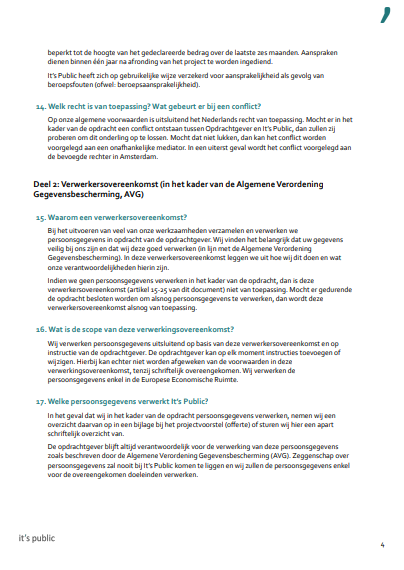 beperkt tot de hoogte van het gedeclareerde bedrag over de laatste zes maanden. Aanspraken
dienen binnen één jaar na afronding van het project te worden ingediend.
It's Public heeft zich op gebruikelijke wijze verzekerd voor aansprakelijkheid als gevolg van
beroepsfouten (ofwel: beroepsaansprakelijkheid).
14. Welk recht is van toepassing? Wat gebeurt er bij een conflict?
Op onze algemene voorwaarden is uitsluitend het Nederlands recht van toepassing. Mocht er in het
kader van de opdracht een conflict ontstaan tussen Opdrachtgever en It's Public, dan zullen zij
proberen om dit onderling op te lossen. Mocht dat niet lukken, dan kan het conflict worden
voorgelegd aan een onafhankelijke mediator. In een uiterst geval wordt het conflict voorgelegd aan
de bevoegde rechter in Amsterdam.
Deel 2: Verwerkersovereenkomst (in het kader van de Algemene Verordening
Gegevensbescherming, AVG)
15. Waarom een verwerkersovereenkomst?
Bij het uitvoeren van veel van onze werkzaamheden verzamelen en verwerken we
persoonsgegevens in opdracht van de opdrachtgever. Wij vinden het belangrijk dat uw gegevens
veilig bij ons zijn en dat wij deze goed verwerken (in lijn met de Algemene Verordening
Gegevensbescherming). In deze verwerkersovereenkomst leggen we uit hoe wij dit doen en wat
onze verantwoordelijkheden hierin zijn.
Indien we geen persoonsgegevens verwerken in het kader van de opdracht, dan is deze
verwerkersovereenkomst (artikel 15-25 van dit document) niet van toepassing. Mocht er gedurende
de opdracht besloten worden om alsnog persoonsgegevens te verwerken, dan wordt deze
verwerkersovereenkomst alsnog van toepassing.
16. Wat is de scope van deze verwerkingsovereenkomst?
Wij verwerken persoonsgegevens uitsluitend op basis van deze verwerkersovereenkomst en op
instructie van de opdrachtgever. De opdrachtgever kan op elk moment instructies toevoegen of
wijzigen. Hierbij kan echter niet worden afgeweken van de voorwaarden in deze
verwerkingsovereenkomst, tenzij schriftelijk overeengekomen. Wij verwerken de
persoonsgegevens enkel in de Europese Economische Ruimte.
17. Welke persoonsgegevens verwerkt It's Public?
In het geval dat wij in het kader van de opdracht persoonsgegevens verwerken, nemen wij een
overzicht daarvan op in een bijlage bij het projectvoorstel (offerte) of sturen wij hier een apart
schriftelijk overzicht van.
De opdrachtgever blijft altijd verantwoordelijk voor de verwerking van deze persoonsgegevens
zoals beschreven door de Algemene Verordening Gegevensbescherming (AVG). Zeggenschap over
persoonsgegevens zal nooit bij It's Public komen te liggen en wij zullen de persoonsgegevens enkel
voor de overeengekomen doeleinden verwerken.
it's public
4